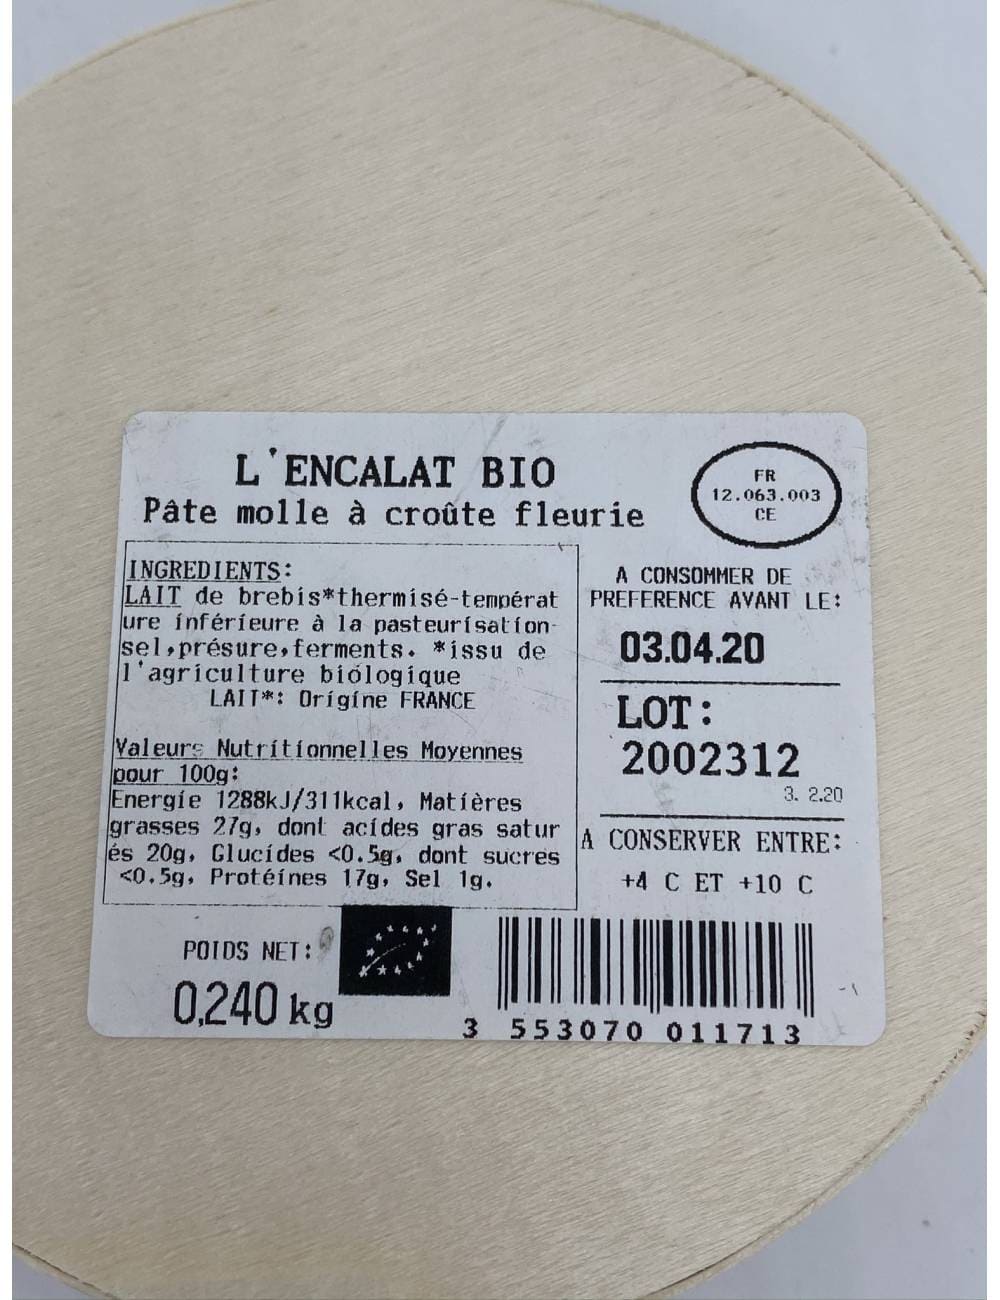 L'ENCALAT BIO
Pâte molle à croûte fleurie
FR
12.063.003
CE
INGREDIENTS:
LAIT de brebis*thermisé-températ
ure inférieure à la pasteurisation-
sel,présure,ferments. *issu de
l'agriculture biologique
LAIT*: Origine FRANCE
Valeurs Nutritionnelles Moyennes
pour 100g:
Energie 1288kJ/311kcal, Matières
grasses 27g, dont acides gras satur
és 20g, Glucides <0.5g, dont sucres
<0.5g, Protéines 17g, Sel 1g.
A CONSOMMER DE
PREFERENCE AVANT LE:
03.04.20
LOT:
2002312
3. 2.20
A CONSERVER ENTRE:
+4 C ET +10 C
POIDS NET:
0,240 kg
3 553070 011713